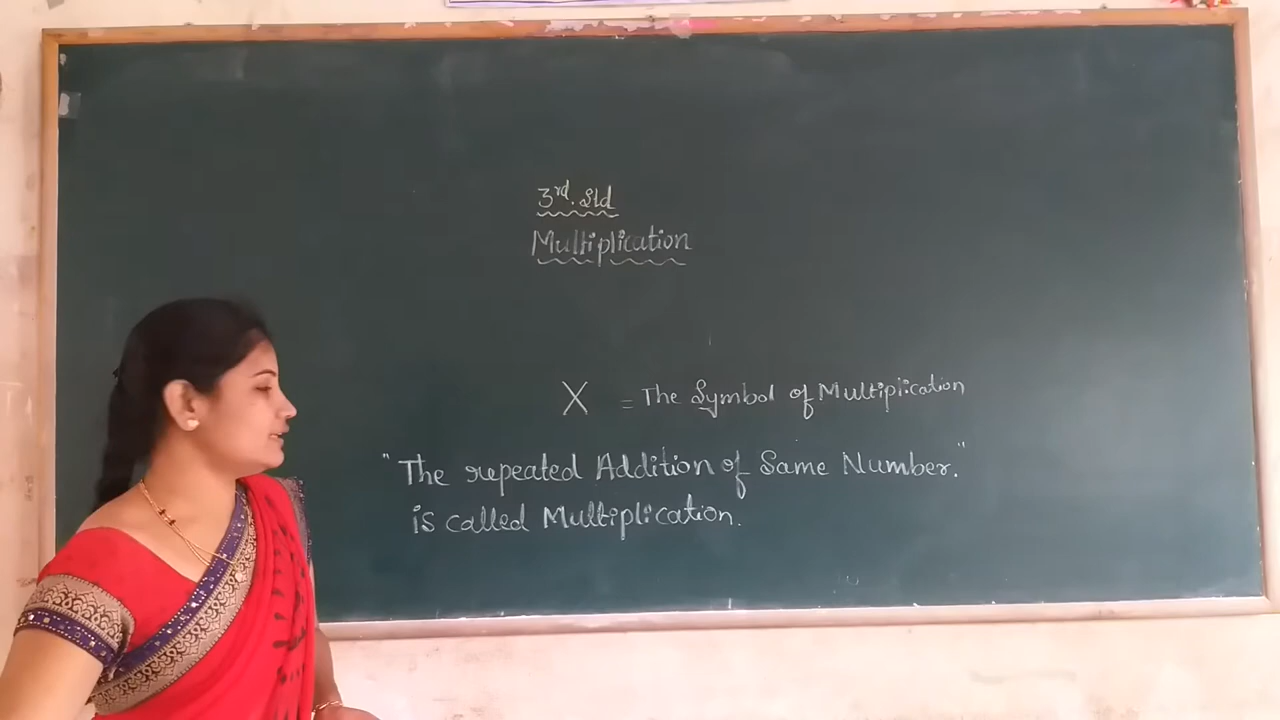 3rd. Std
Multiplication
X = The Symbol of Multiplication
"The repeated Addition of Same Number."
is called Multiplication.